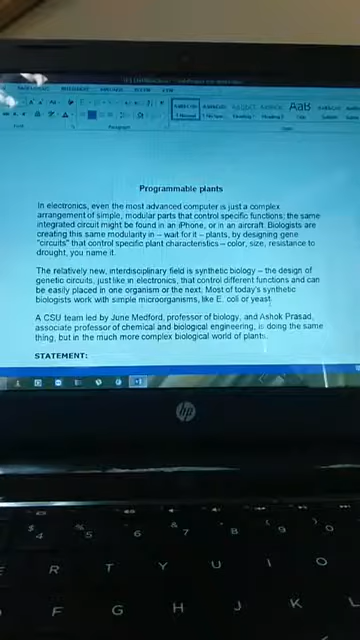 Programmable plants
In electronics, even the most advanced computer is just a complex
arrangement of simple, modular parts that control specific functions; the same
integrated circuit might be found in an iPhone, or in an aircraft. Biologists are
creating this same modularity in – wait for it – plants, by designing gene
"circuits" that control specific plant characteristics – color, size, resistance to
drought, you name it.
The relatively new, interdisciplinary field is synthetic biology – the design of
genetic circuits, just like in electronics, that control different functions and can
be easily placed in one organism or the next. Most of today's synthetic
biologists work with simple microorganisms, like E. coli or yeast.
A CSU team led by June Medford, professor of biology, and Ashok Prasad,
associate professor of chemical and biological engineering, is doing the same
thing, but in the much more complex biological world of plants.
STATEMENT:
hp
$ % & * ( )
4 5 6 7 8 9 0
E R T Y U I O
F G H J K L